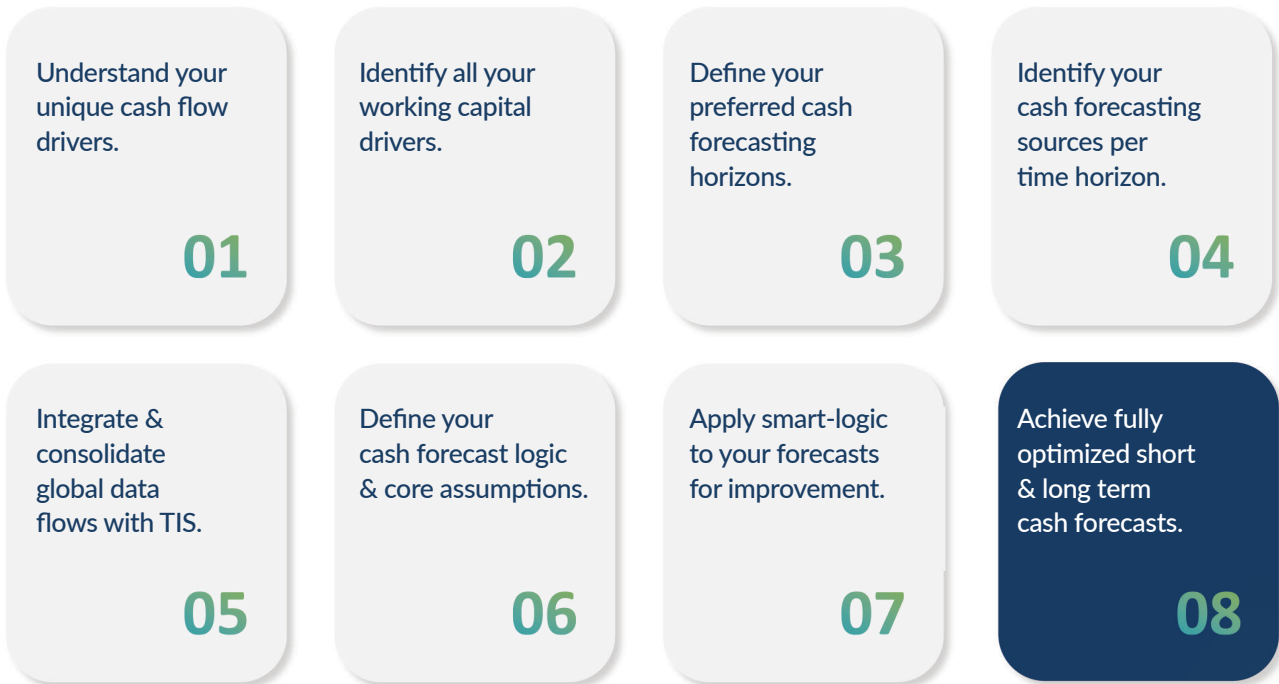 Understand your
unique cash flow
drivers.
01
Identify all your
working capital
drivers.
02
Define your
preferred cash
forecasting
horizons.
03
Identify your
cash forecasting
sources per
time horizon.
04
Integrate &
consolidate
global data
flows with TIS.
05
Define your
cash forecast logic
& core assumptions.
06
Apply smart-logic
to your forecasts
for improvement.
07
Achieve fully
optimized short
& long term
cash forecasts.
08